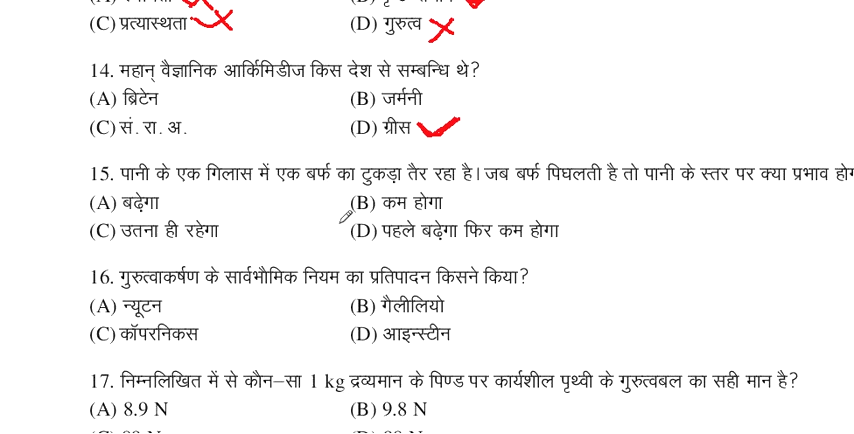 (C) प्रत्यास्थता (D) गुरुत्व
14. महान् वैज्ञानिक आर्किमिडीज किस देश से सम्बन्धि थे?
(A) ब्रिटेन (B) जर्मनी
(C) सं. रा. अ. (D) ग्रीस
15. पानी के एक गिलास में एक बर्फ का टुकड़ा तैर रहा है। जब बर्फ पिघलती है तो पानी के स्तर पर क्या प्रभाव
(A) बढ़ेगा (B) कम होगा
(C) उतना ही रहेगा (D) पहले बढ़ेगा फिर कम होगा
16. गुरुत्वाकर्षण के सार्वभौमिक नियम का प्रतिपादन किसने किया?
(A) न्यूटन (B) गैलीलियो
(C) कॉपरनिकस (D) आइन्स्टीन
17. निम्नलिखित में से कौन–सा 1 kg द्रव्यमान के पिण्ड पर कार्यशील पृथ्वी के गुरुत्वबल का सही मान है?
(A) 8.9 N (B) 9.8 N